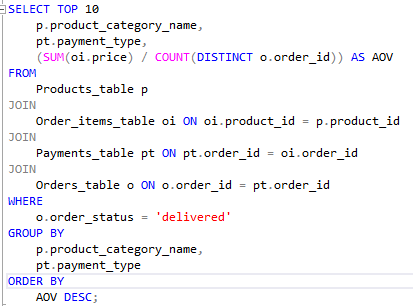 SELECT TOP 10
p.product_category_name,
pt.payment_type,
(SUM(oi.price) / COUNT(DISTINCT o.order_id)) AS AOV
FROM
Products_table p
JOIN
Order_items_table oi ON oi.product_id = p.product_id
JOIN
Payments_table pt ON pt.order_id = oi.order_id
JOIN
Orders_table o ON o.order_id = pt.order_id
WHERE
o.order_status = 'delivered'
GROUP BY
p.product_category_name,
pt.payment_type
ORDER BY
AOV DESC;